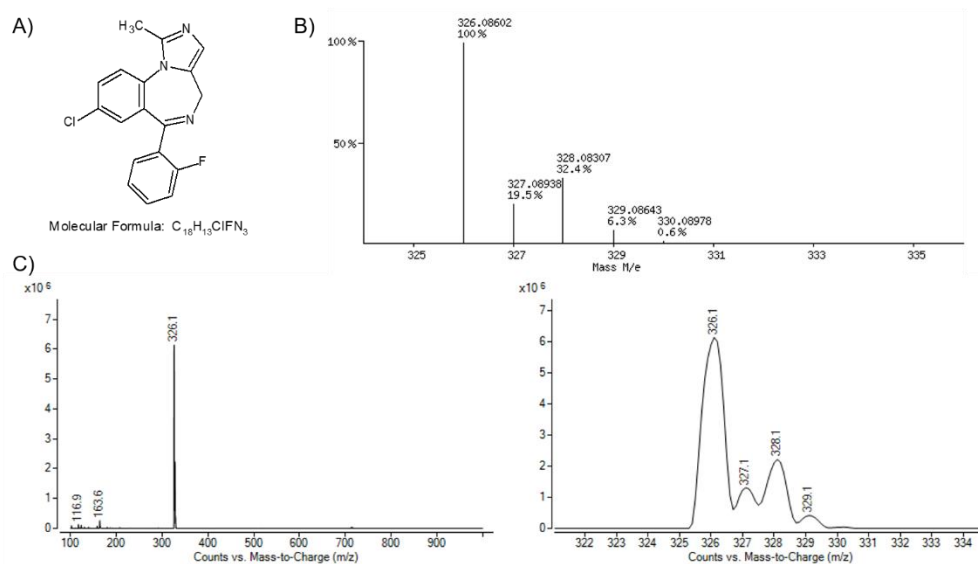 A)
H₃C
N
N
N
Cl
F
Molecular Formula: C₁₈H₁₃ClFN₃
B)
100%
50%
326.08602
100%
327.08938
19.5%
328.08307
32.4%
329.08643
6.3%
330.08978
0.6%
325 327 329 331 333 335
Mass M/e
C)
x10⁶
7
6
5
4
3
2
1
0
116.9
163.6
326.1
100 200 300 400 500 600 700 800 900
Counts vs. Mass-to-Charge (m/z)
x10⁶
7
6
5
4
3
2
1
0
326.1
327.1
328.1
329.1
322 323 324 325 326 327 328 329 330 331 332 333 334
Counts vs. Mass-to-Charge (m/z)